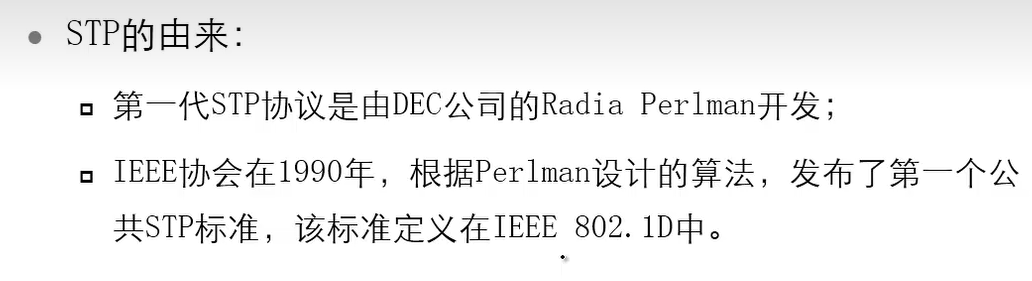 STP的由来：
第一代STP协议是由DEC公司的Radia Perlman开发；
IEEE协会在1990年，根据Perlman设计的算法，发布了第一个公
共STP标准，该标准定义在IEEE 802.1D中。